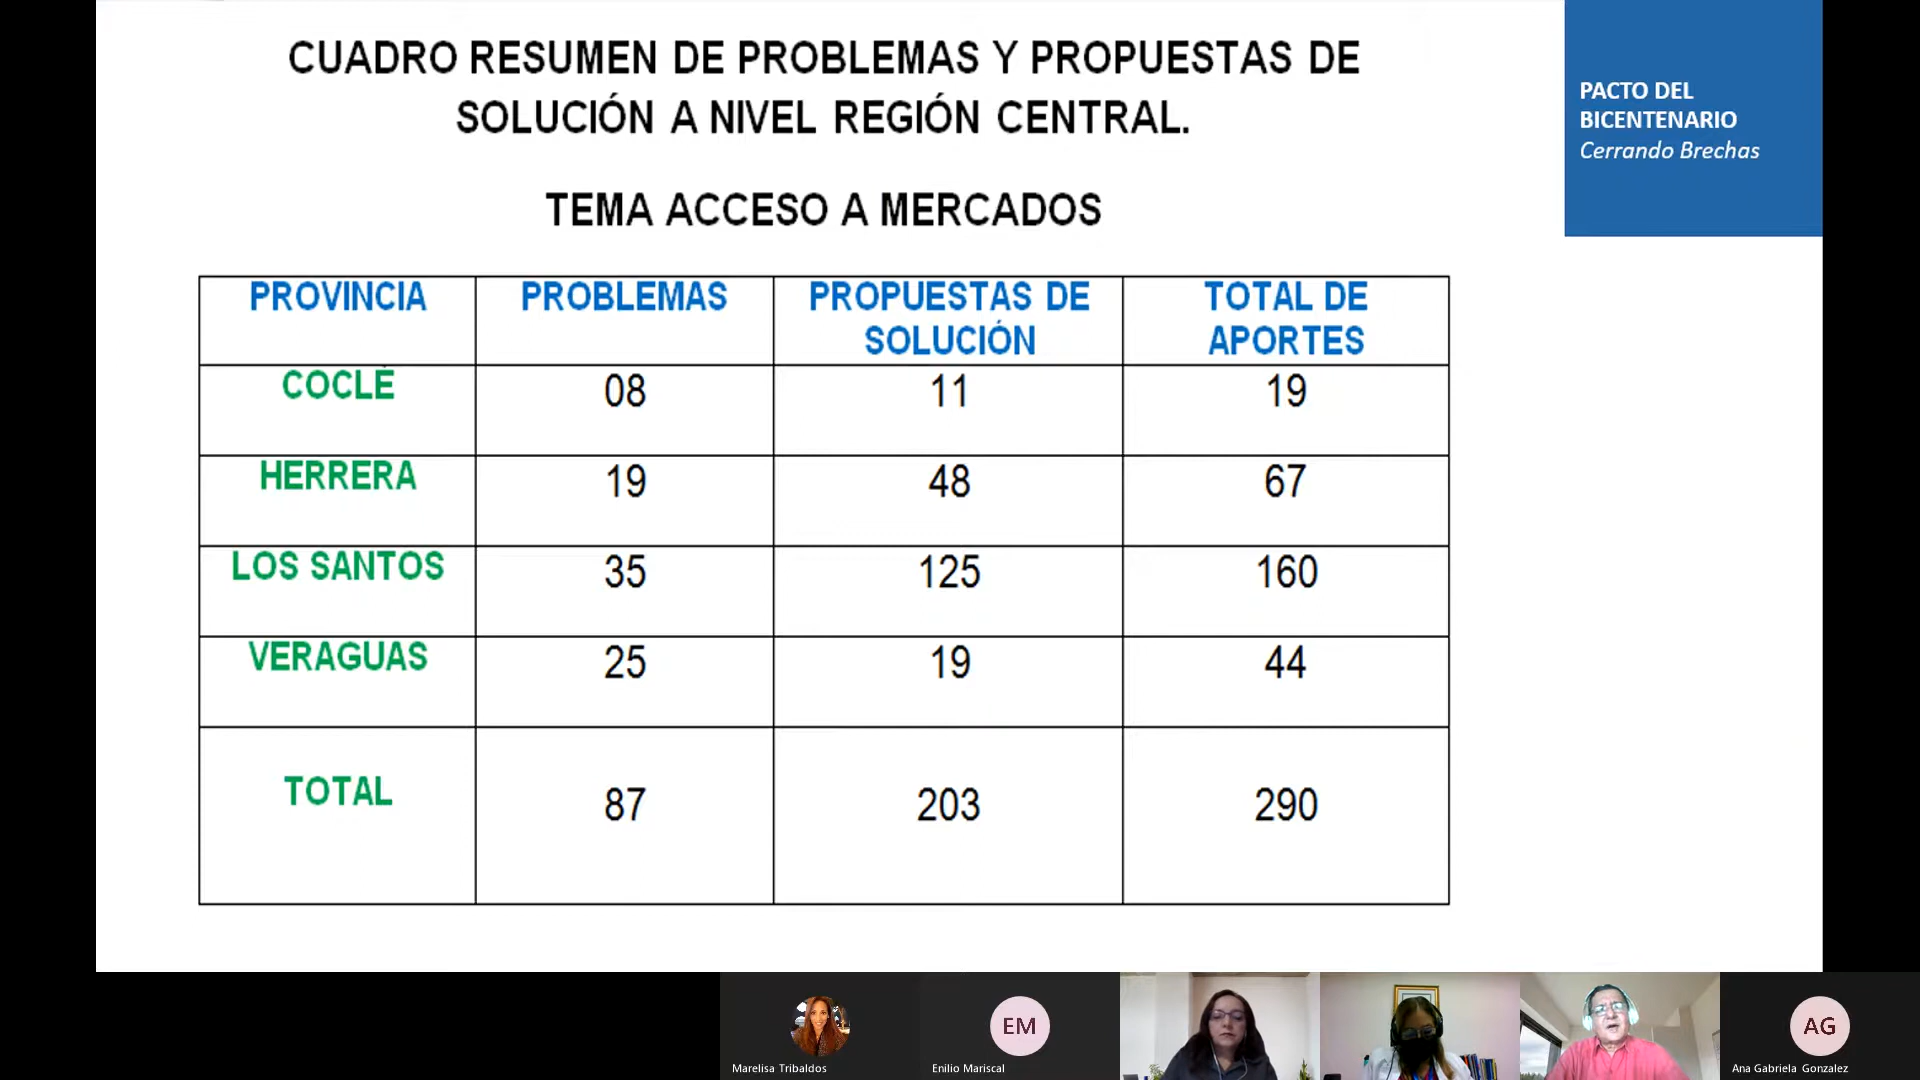 CUADRO RESUMEN DE PROBLEMAS Y PROPUESTAS DE
SOLUCIÓN A NIVEL REGIÓN CENTRAL.
TEMA ACCESO A MERCADOS
PACTO DEL
BICENTENARIO
Cerrando Brechas
PROVINCIA PROBLEMAS PROPUESTAS DE SOLUCIÓN TOTAL DE APORTES
COCLÉ 08 11 19
HERRERA 19 48 67
LOS SANTOS 35 125 160
VERAGUAS 25 19 44
TOTAL 87 203 290
Marelisa Tribaldos
EM
Enilio Mariscal
AG
Ana Gabriela Gonzalez